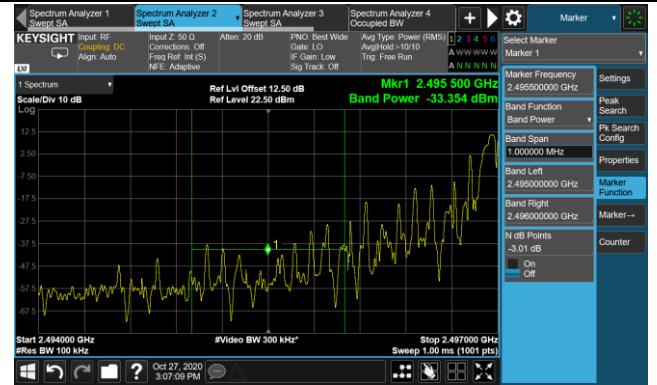 Spectrum Analyzer 1
Swept SA
Spectrum Analyzer 2
Swept SA
Spectrum Analyzer 3
Swept SA
Spectrum Analyzer 4
Occupied BW
+
Marker
KEYSIGHT
LXI
Input: RF
Coupling: DC
Align: Auto
Input Z: 50 Ω
Corrections: Off
Freq Ref: Int (S)
NFE: Adaptive
Atten: 20 dB
PNO: Best Wide
Gate: LO
IF Gain: Low
Sig Track: Off
Avg Type: Power (RMS)
Avg|Hold:>10/10
Trig: Free Run
1 2 3 4 5 6
A W W W W W
A N N N N N
1 Spectrum
Scale/Div 10 dB
Log
Ref Lvl Offset 12.50 dB
Ref Level 22.50 dBm
Mkr1 2.495 500 GHz
Band Power -33.354 dBm
12.5
2.50
-7.50
-17.5
-27.5
-37.5
-47.5
-57.5
-67.5
1
Start 2.494000 GHz
#Res BW 100 kHz
#Video BW 300 kHz*
Stop 2.497000 GHz
Sweep 1.00 ms (1001 pts)
Select Marker
Marker 1
Marker Frequency
2.495500000 GHz
Band Function
Band Power
Band Span
1.000000 MHz
Band Left
2.495000000 GHz
Band Right
2.496000000 GHz
N dB Points
-3.01 dB
On
Off
Settings
Peak
Search
Pk Search
Config
Properties
Marker
Function
Marker→
Counter
?
Oct 27, 2020
3:07:09 PM